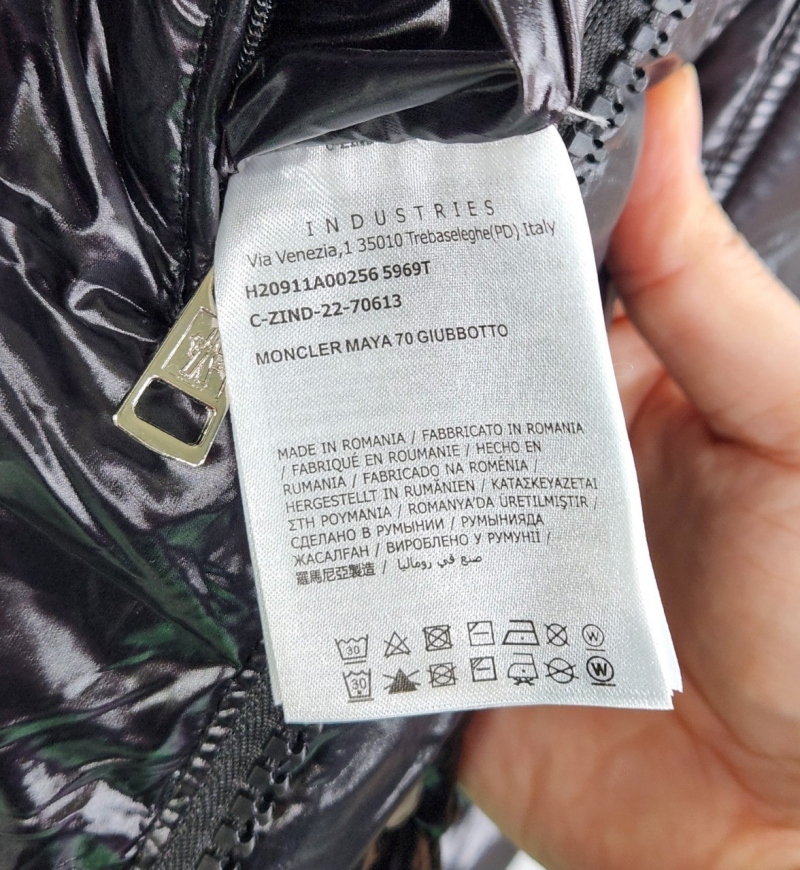 INDUSTRIES
Via Venezia,1 35010 Trebaseleghe(PD) Italy
H20911A00256 5969T
C-ZIND-22-70613
MONCLER MAYA 70 GIUBBOTTO
MADE IN ROMANIA / FABBRICATO IN ROMANIA
/ FABRIQUÉ EN ROUMANIE / HECHO EN
RUMANIA / FABRICADO NA ROMÉNIA /
HERGESTELLT IN RUMÄNIEN / ΚΑΤΑΣΚΕΥΑΖΕΤΑΙ
ΣΤΗ ΡΟΥΜΑΝΙΑ / ROMANYA'DA ÜRETILMIŞTIR /
СДЕЛАНО В РУМЫНИИ / РУМЫНИЯДА
ЖАСАЛҒАН / ВИРОБЛЕНО У РУМУНІЇ /
羅馬尼亞製造 / صنع في رومانيا
30 W
30 W